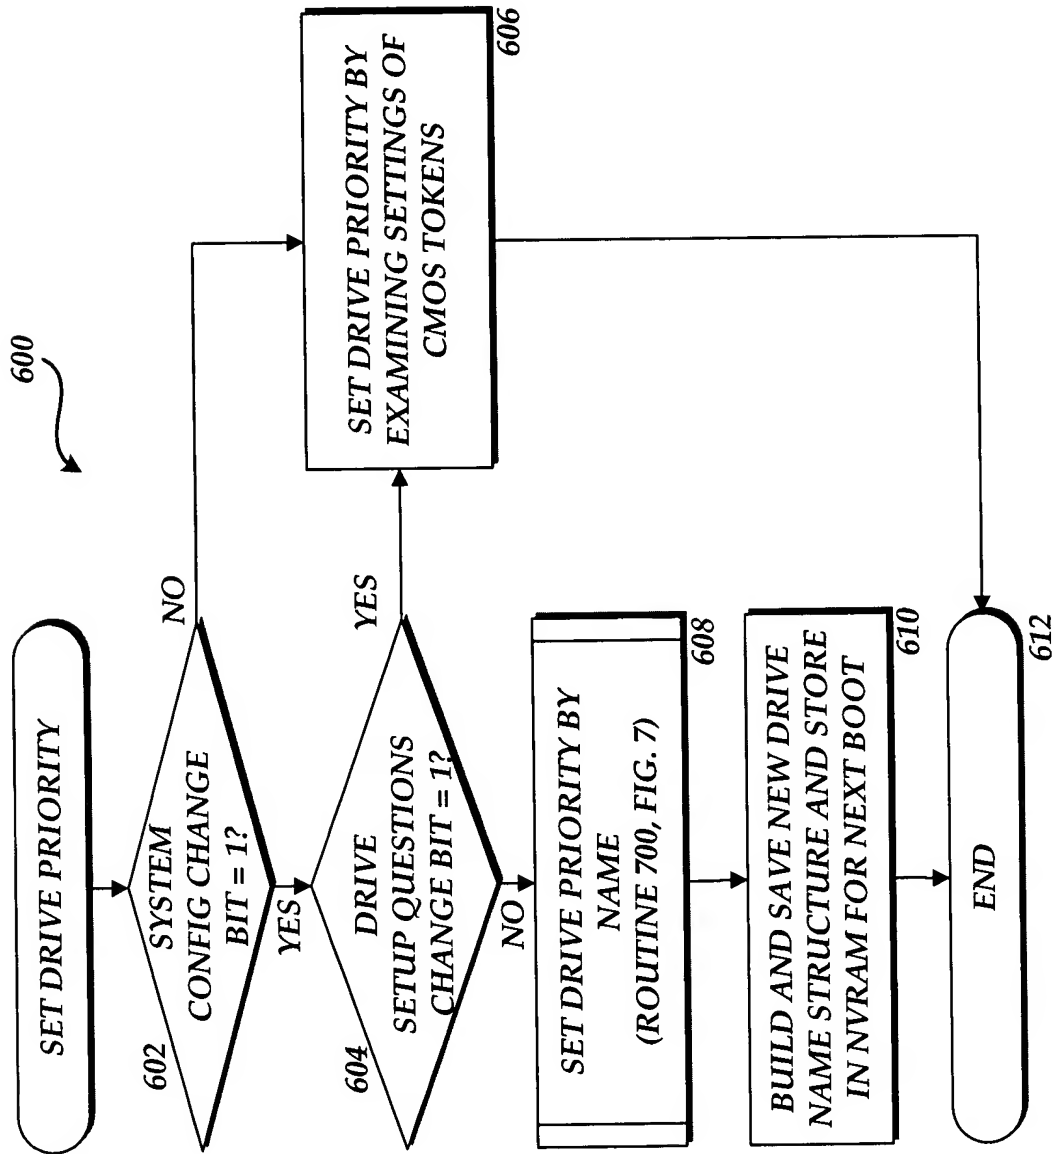 600
SET DRIVE PRIORITY
602
SYSTEM
CONFIG CHANGE
BIT = 1?
NO
YES
604
DRIVE
SETUP QUESTIONS
CHANGE BIT = 1?
YES
NO
SET DRIVE PRIORITY BY
EXAMINING SETTINGS OF
CMOS TOKENS
606
SET DRIVE PRIORITY BY
NAME
(ROUTINE 700, FIG. 7)
608
BUILD AND SAVE NEW DRIVE
NAME STRUCTURE AND STORE
IN NVRAM FOR NEXT BOOT
610
END
612